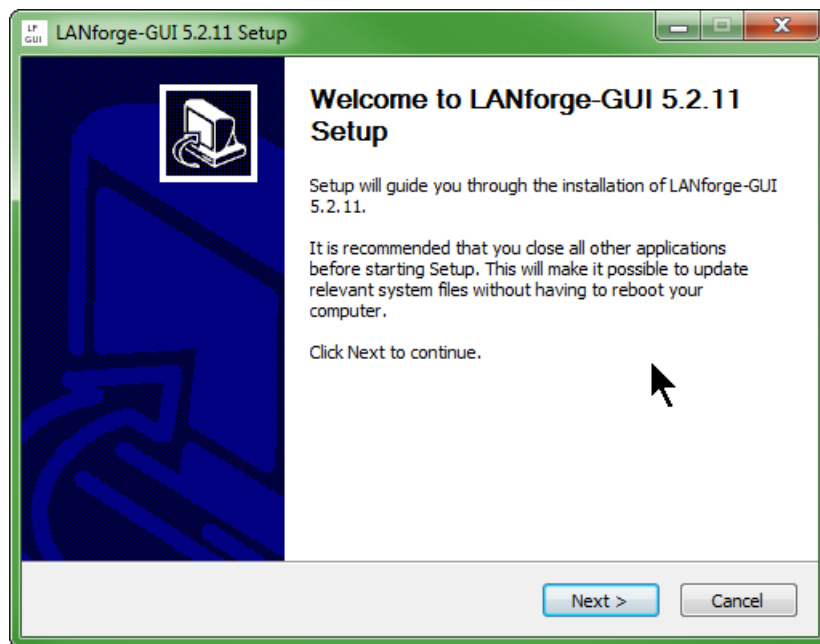 LF
GUI
LANforge-GUI 5.2.11 Setup
Welcome to LANforge-GUI 5.2.11
Setup
Setup will guide you through the installation of LANforge-GUI
5.2.11.
It is recommended that you close all other applications
before starting Setup. This will make it possible to update
relevant system files without having to reboot your
computer.
Click Next to continue.
Next >
Cancel